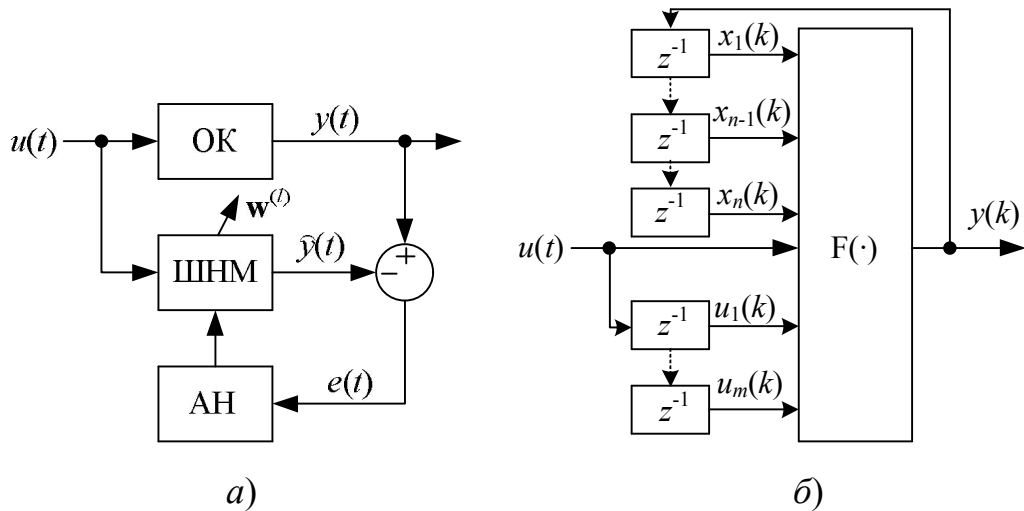 u(t)
ОК
y(t)
w^(l)
ШНМ
ŷ(t)
+
−
АН
e(t)
а)
z^-1
x_1(k)
z^-1
x_{n-1}(k)
z^-1
x_n(k)
u(t)
F(·)
y(k)
z^-1
u_1(k)
z^-1
u_m(k)
б)